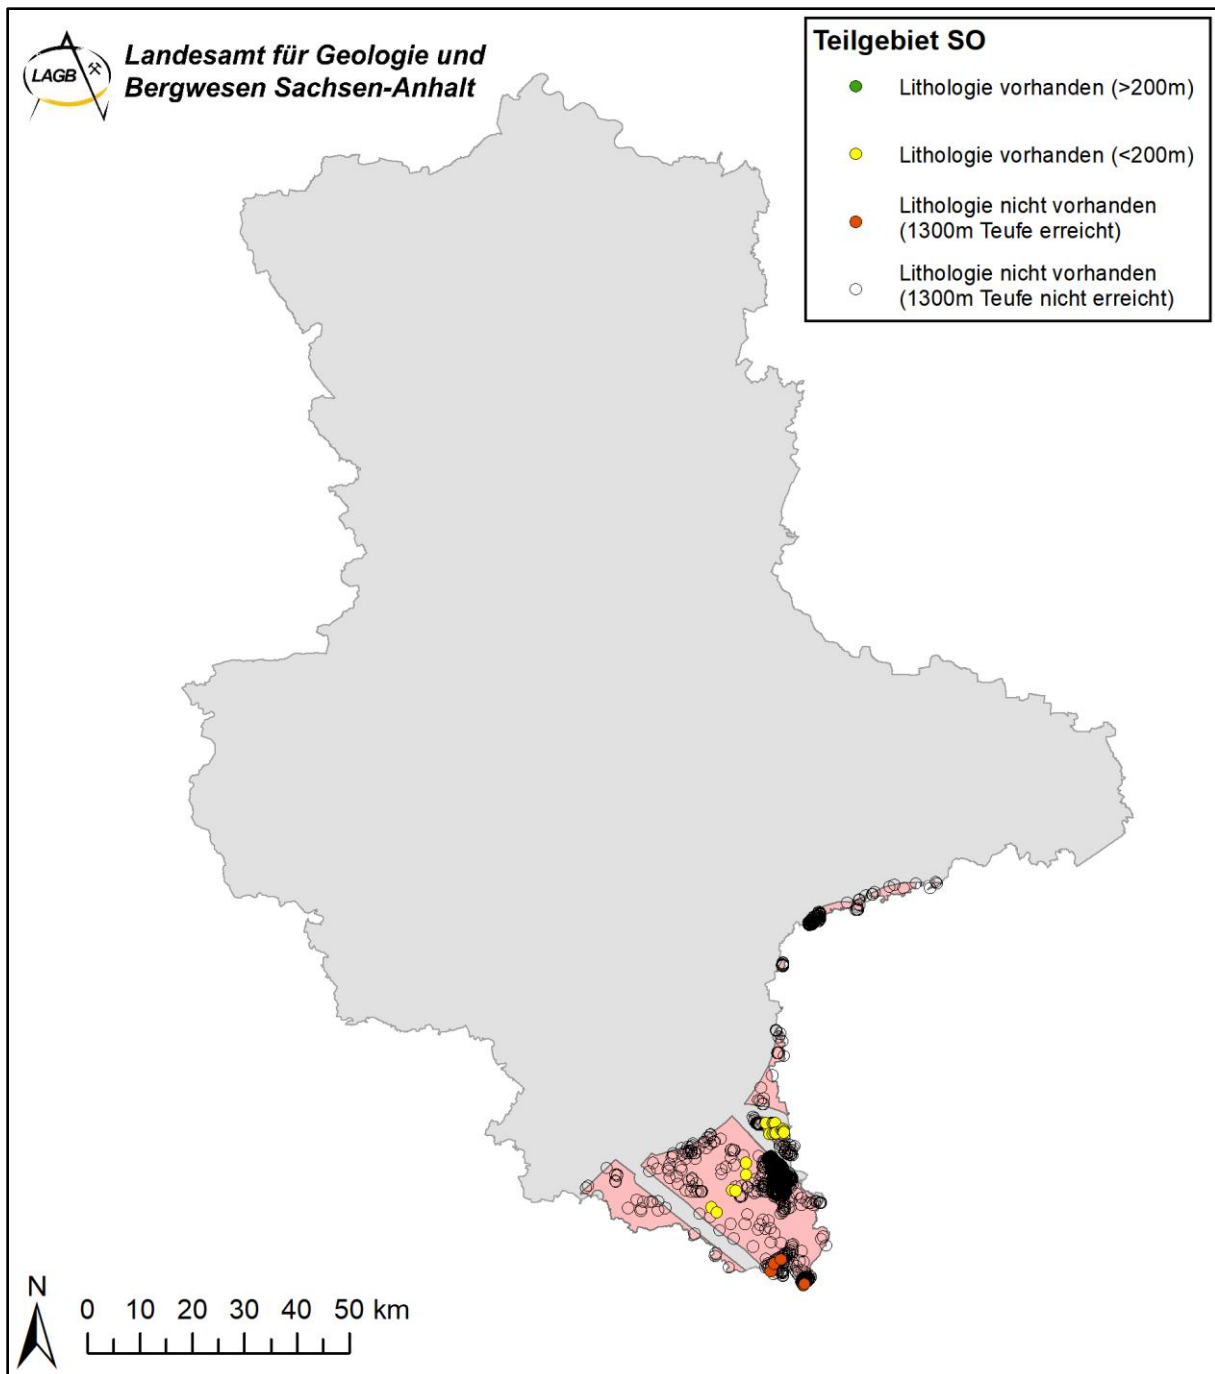 LAGB
Landesamt für Geologie und
Bergwesen Sachsen-Anhalt
Teilgebiet SO
Lithologie vorhanden (>200m)
Lithologie vorhanden (<200m)
Lithologie nicht vorhanden
(1300m Teufe erreicht)
Lithologie nicht vorhanden
(1300m Teufe nicht erreicht)
N
0 10 20 30 40 50 km